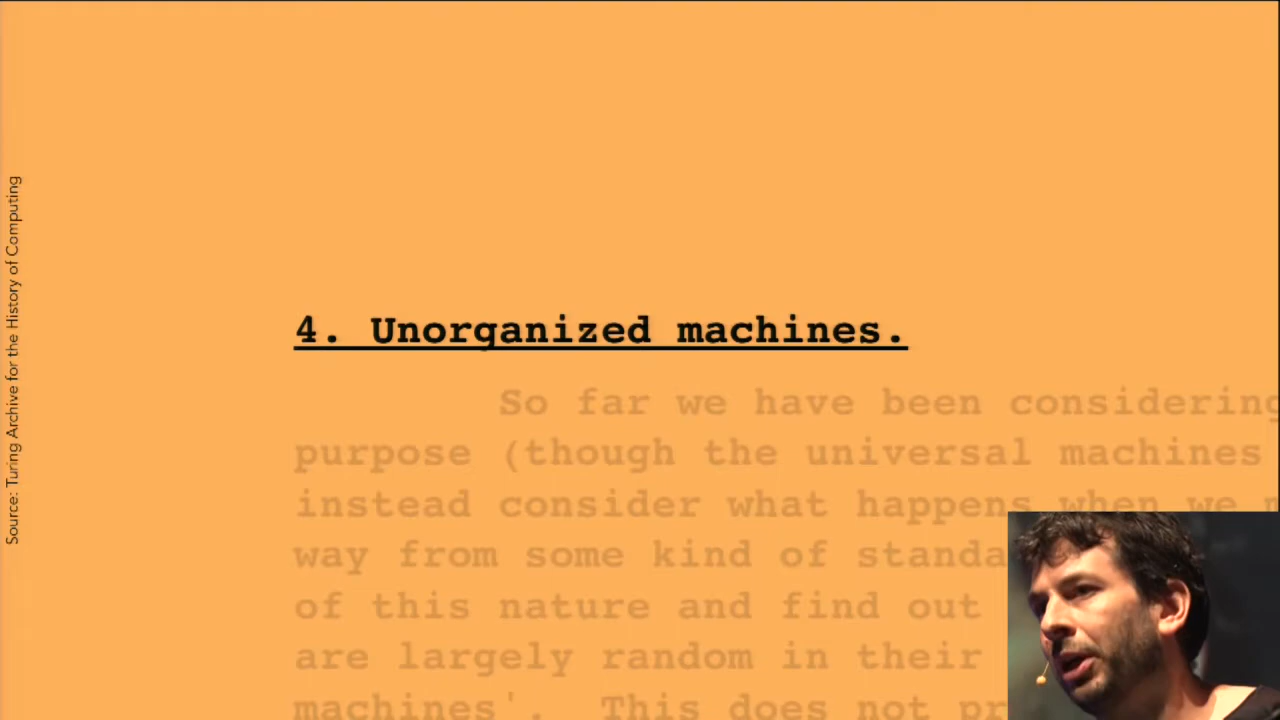 Source: Turing Archive for the History of Computing
4. Unorganized machines.
So far we have been considering
purpose (though the universal machines
instead consider what happens when we
way from some kind of
of this nature and find out
are largely random in their
machines'. This does not